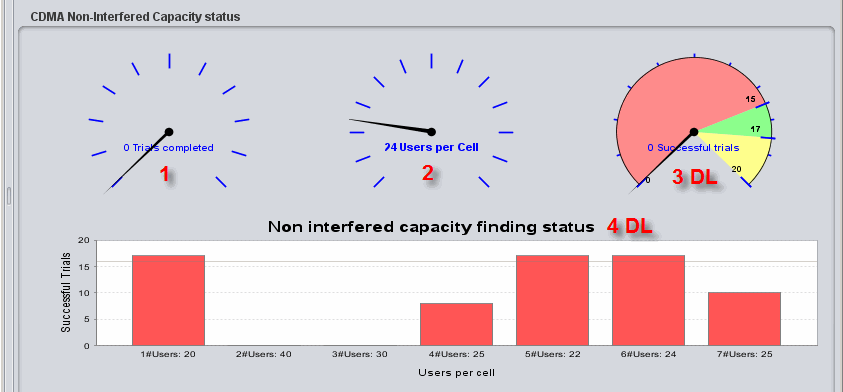 CDMA Non-Interfered Capacity status
0 Trials completed
1
24 Users per Cell
2
15
17
20
0
0 Successful trials
3 DL
Non interfered capacity finding status
4 DL
Successful Trials
20
15
10
5
0
1#Users: 20
2#Users: 40
3#Users: 30
4#Users: 25
5#Users: 22
6#Users: 24
7#Users: 25
Users per cell